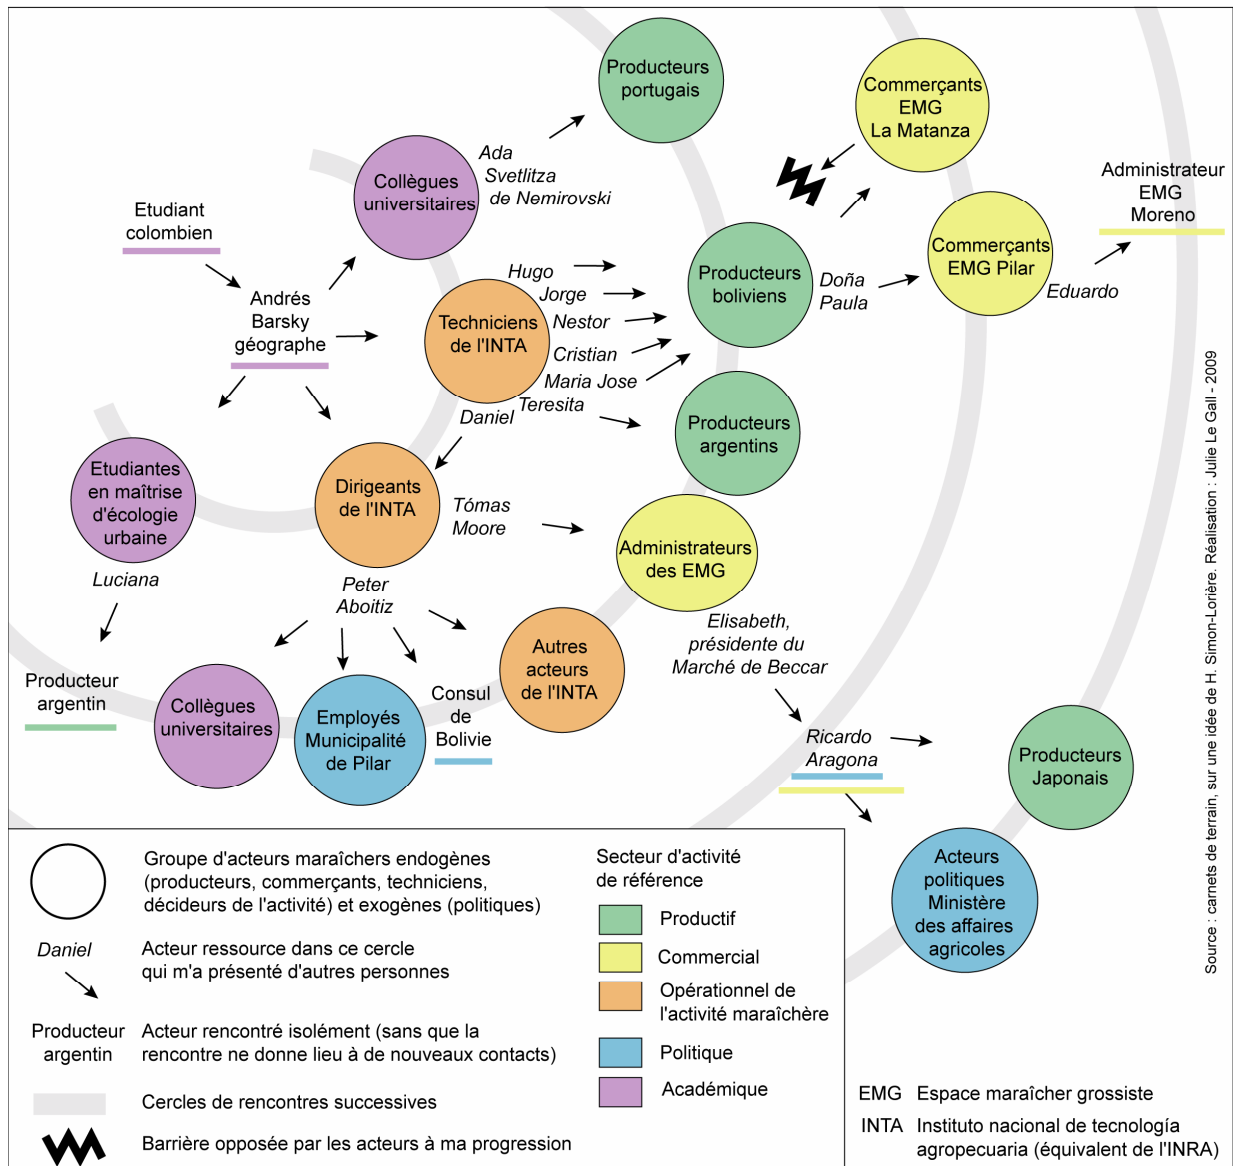 Producteurs
portugais
Commerçants
EMG
La Matanza
Ada
Svetlitza
de Nemirovski
Collègues
universitaires
Administrateur
EMG
Moreno
Etudiant
colombien
Commerçants
EMG Pilar
Eduardo
Producteurs
boliviens
Doña
Paula
Hugo
Jorge
Nestor
Cristian
Maria Jose
Teresita
Daniel
Techniciens
de l'INTA
Andrés
Barsky
géographe
Producteurs
argentins
Etudiantes
en maîtrise
d'écologie
urbaine
Dirigeants
de l'INTA
Tómas
Moore
Administrateurs
des EMG
Luciana
Peter
Aboitiz
Elisabeth,
présidente du
Marché de Beccar
Autres
acteurs
de l'INTA
Producteur
argentin
Collègues
universitaires
Employés
Municipalité
de Pilar
Consul
de
Bolivie
Ricardo
Aragona
Producteurs
Japonais
Acteurs
politiques
Ministère
des affaires
agricoles
Source : carnets de terrain, sur une idée de H. Simon-Lorière. Réalisation : Julie Le Gall - 2009
Groupe d'acteurs maraîchers endogènes
(producteurs, commerçants, techniciens,
décideurs de l'activité) et exogènes (politiques)
Daniel
Acteur ressource dans ce cercle
qui m'a présenté d'autres personnes
Producteur
argentin
Acteur rencontré isolément (sans que la
rencontre ne donne lieu à de nouveaux contacts)
Cercles de rencontres successives
Barrière opposée par les acteurs à ma progression
Secteur d'activité
de référence
Productif
Commercial
Opérationnel de
l'activité maraîchère
Politique
Académique
EMG Espace maraîcher grossiste
INTA Instituto nacional de tecnología
agropecuaria (équivalent de l'INRA)